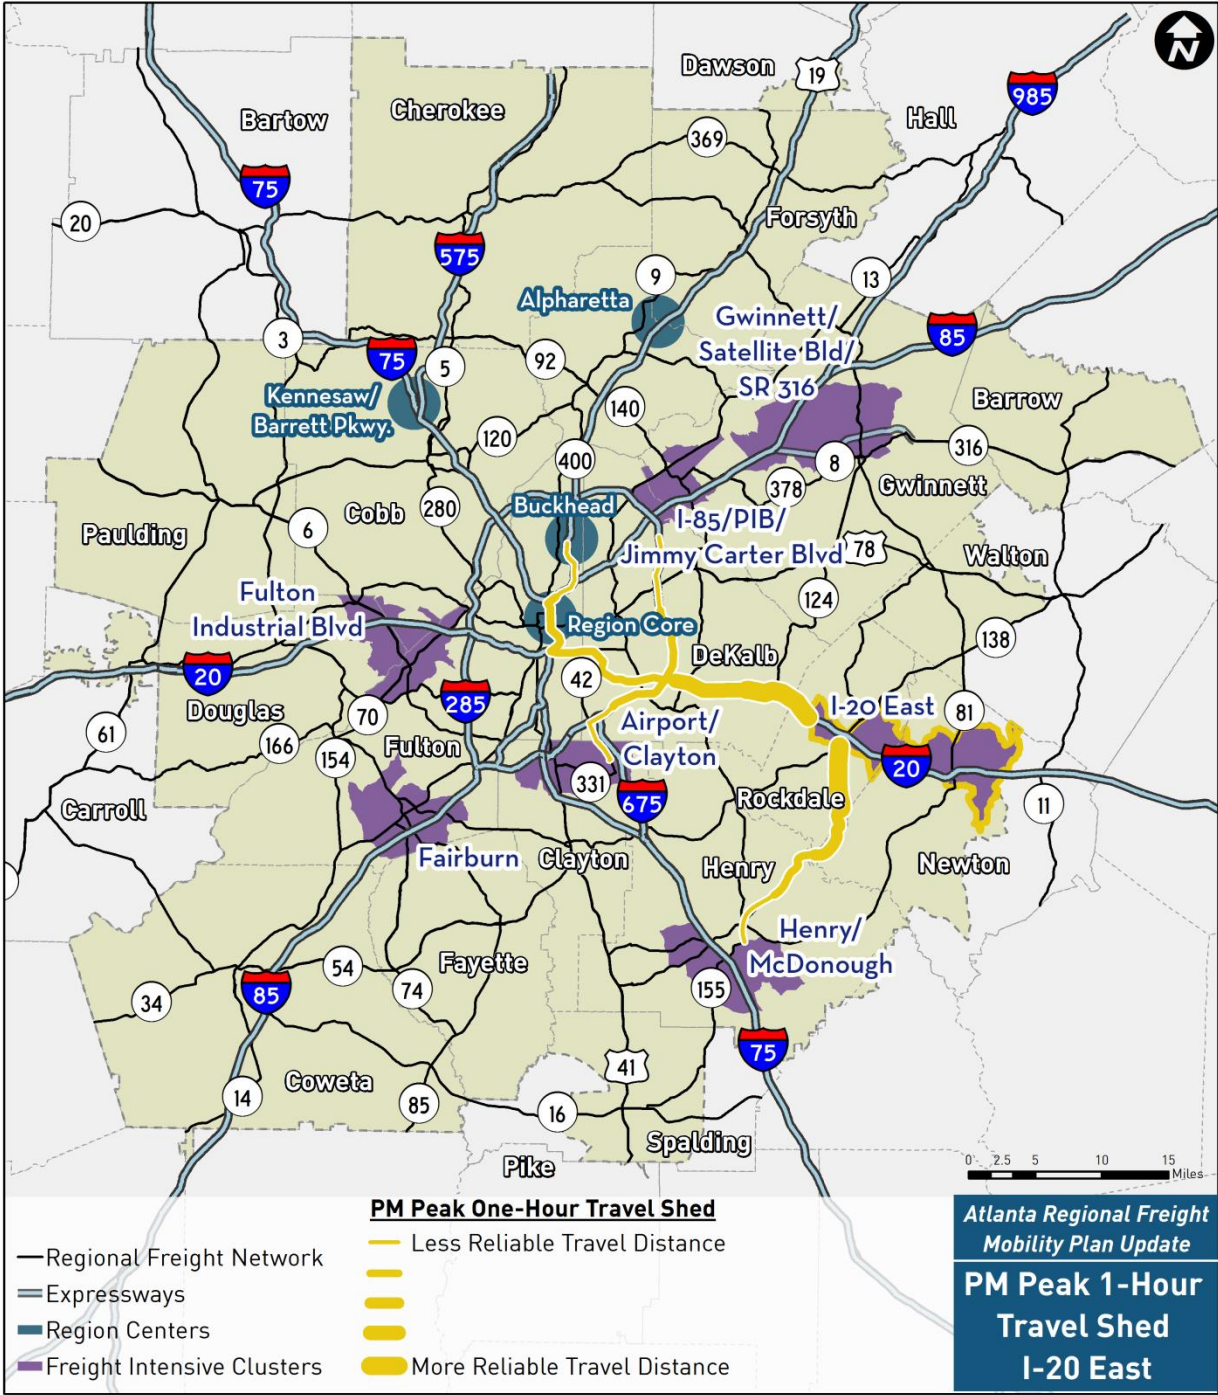 N
Dawson
19
Hall
985
Bartow
Cherokee
369
75
20
Forsyth
575
9
13
Alpharetta
Gwinnett/
Satellite Bld/
SR 316
85
3
75
5
92
Kennesaw/
Barrett Pkwy.
140
Barrow
120
400
316
8
378
Gwinnett
280
Cobb
Buckhead
I-85/PIB/
Jimmy Carter Blvd
6
Paulding
78
Walton
Fulton
Industrial Blvd
124
Region Core
138
DeKalb
20
42
285
Douglas
70
I-20 East
81
Airport/
Clayton
61
166
154
Fulton
331
20
675
Rockdale
11
Carroll
Fairburn
Clayton
Henry
Newton
Henry/
McDonough
54
Fayette
74
155
34
85
75
41
Coweta
14
85
16
Spalding
Pike
0 2.5 5 10 15
Miles
PM Peak One-Hour Travel Shed
Less Reliable Travel Distance
More Reliable Travel Distance
Regional Freight Network
Expressways
Region Centers
Freight Intensive Clusters
Atlanta Regional Freight
Mobility Plan Update
PM Peak 1-Hour
Travel Shed
I-20 East